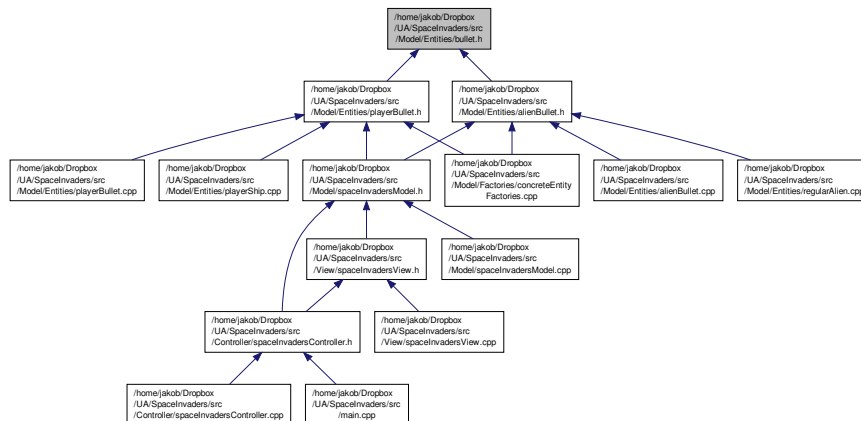 /home/jakob/Dropbox
/UA/SpaceInvaders/src
/Model/Entities/bullet.h
/home/jakob/Dropbox
/UA/SpaceInvaders/src
/Model/Entities/playerBullet.h
/home/jakob/Dropbox
/UA/SpaceInvaders/src
/Model/Entities/alienBullet.h
/home/jakob/Dropbox
/UA/SpaceInvaders/src
/Model/Entities/playerBullet.cpp
/home/jakob/Dropbox
/UA/SpaceInvaders/src
/Model/Entities/playerShip.cpp
/home/jakob/Dropbox
/UA/SpaceInvaders/src
/Model/spaceInvadersModel.h
/home/jakob/Dropbox
/UA/SpaceInvaders/src
/Model/Factories/concreteEntity
Factories.cpp
/home/jakob/Dropbox
/UA/SpaceInvaders/src
/Model/Entities/alienBullet.cpp
/home/jakob/Dropbox
/UA/SpaceInvaders/src
/Model/Entities/regularAlien.cpp
/home/jakob/Dropbox
/UA/SpaceInvaders/src
/View/spaceInvadersView.h
/home/jakob/Dropbox
/UA/SpaceInvaders/src
/Model/spaceInvadersModel.cpp
/home/jakob/Dropbox
/UA/SpaceInvaders/src
/Controller/spaceInvadersController.h
/home/jakob/Dropbox
/UA/SpaceInvaders/src
/View/spaceInvadersView.cpp
/home/jakob/Dropbox
/UA/SpaceInvaders/src
/Controller/spaceInvadersController.cpp
/home/jakob/Dropbox
/UA/SpaceInvaders/src
/main.cpp